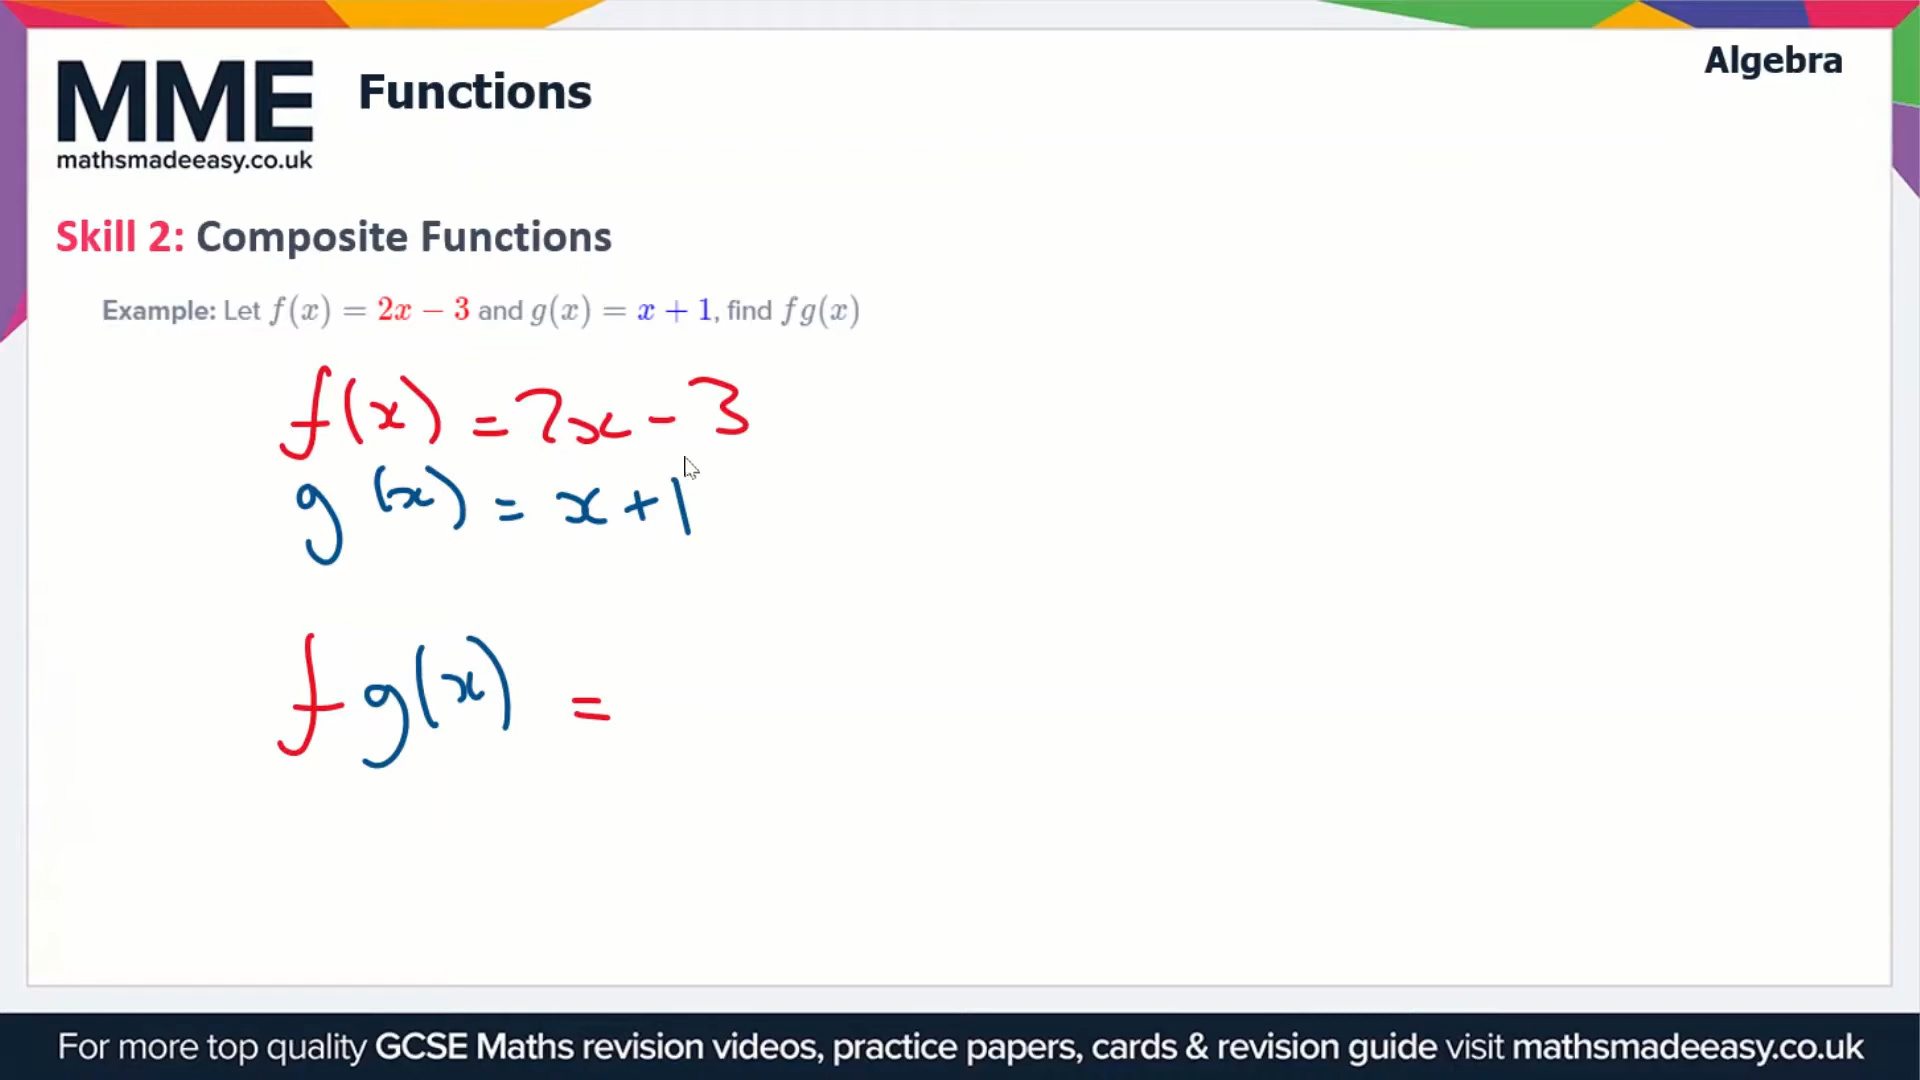 MME
mathsmadeeasy.co.uk
Functions
Algebra
Skill 2: Composite Functions
Example: Let f(x) = 2x − 3 and g(x) = x + 1, find fg(x)
f(x) = 2x − 3
g(x) = x + 1
fg(x) =
For more top quality GCSE Maths revision videos, practice papers, cards & revision guide visit mathsmadeeasy.co.uk